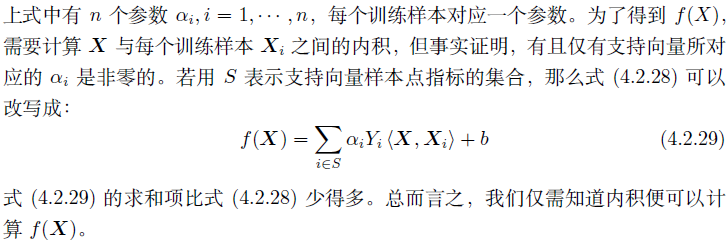 上式中有 n 个参数 αᵢ, i = 1, ⋯, n，每个训练样本对应一个参数。为了得到 f(X)，
需要计算 X 与每个训练样本 Xᵢ 之间的内积，但事实证明，有且仅有支持向量所对
应的 αᵢ 是非零的。若用 S 表示支持向量样本点指标的集合，那么式 (4.2.28) 可以
改写成：
f(X) = ∑_{i∈S} αᵢYᵢ ⟨X, Xᵢ⟩ + b (4.2.29)
式 (4.2.29) 的求和项比式 (4.2.28) 少得多。总而言之，我们仅需知道内积便可以计
算 f(X)。